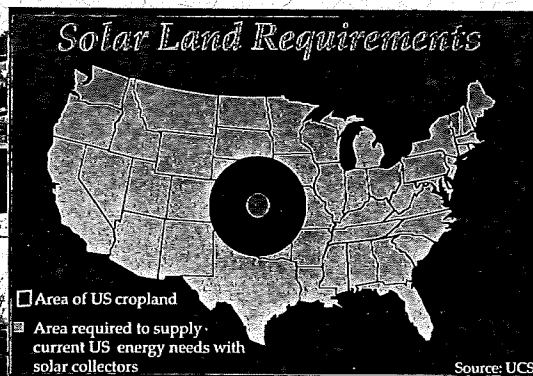 Solar Land Requirements
Area of US cropland
Area required to supply
current US energy needs with
solar collectors
Source: UCS